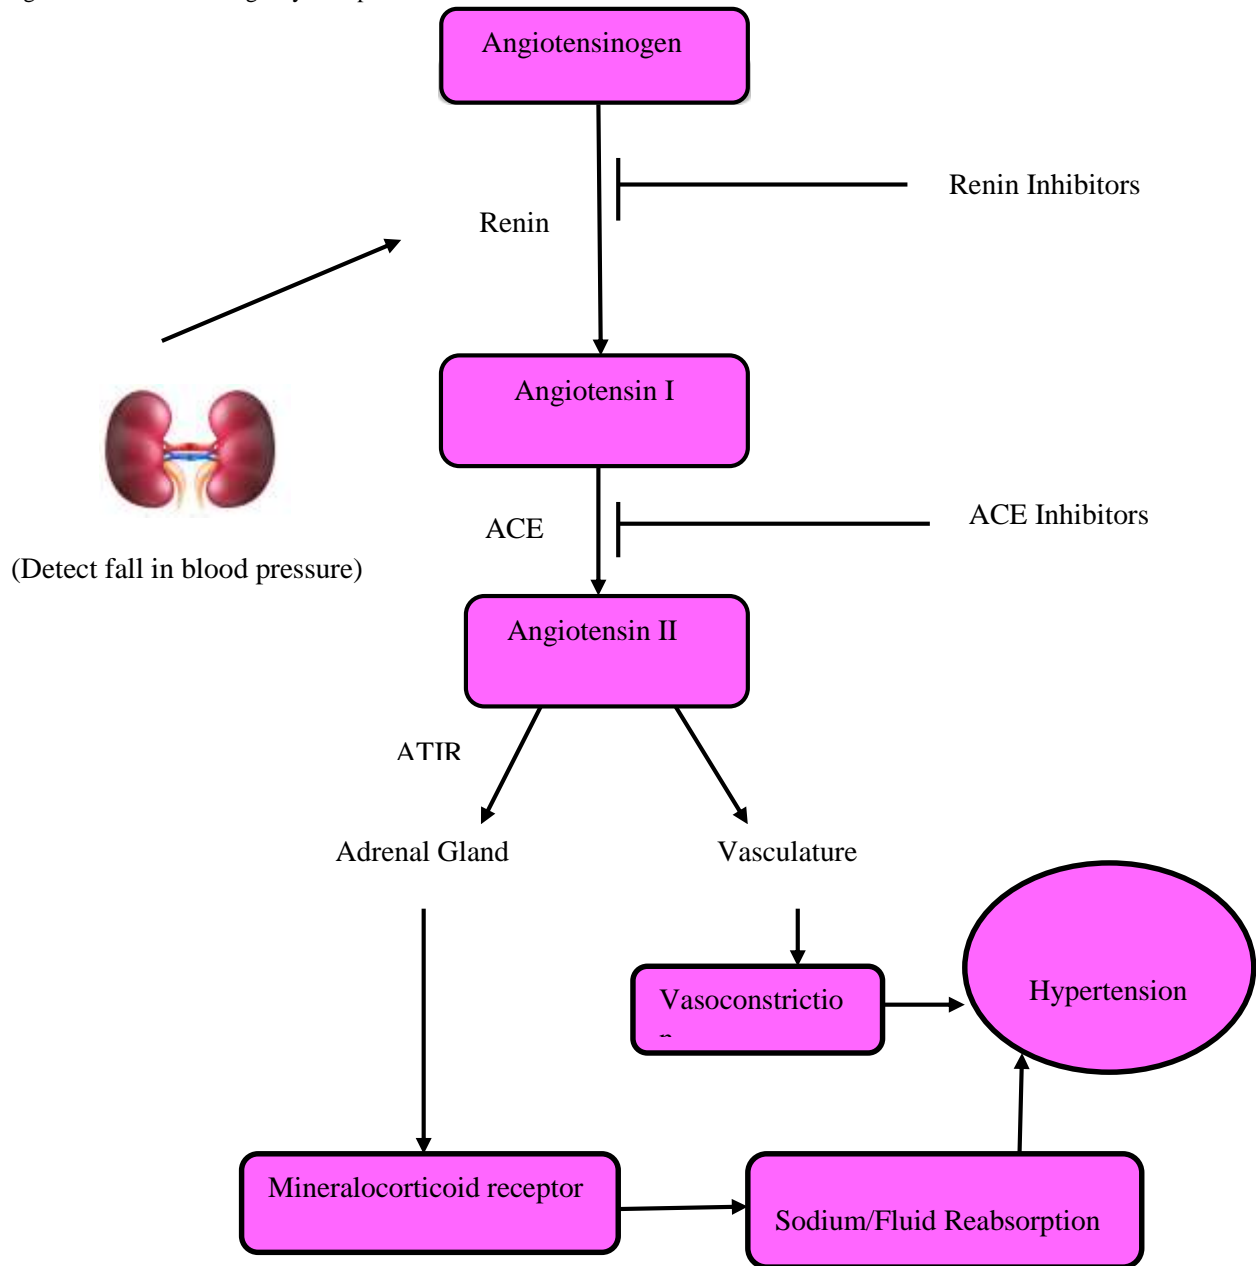 Angiotensinogen
Renin Inhibitors
Renin
Angiotensin I
ACE Inhibitors
ACE
(Detect fall in blood pressure)
Angiotensin II
ATIR
Adrenal Gland
Vasculature
Vasoconstrictio
n
Hypertension
Mineralocorticoid receptor
Sodium/Fluid Reabsorption